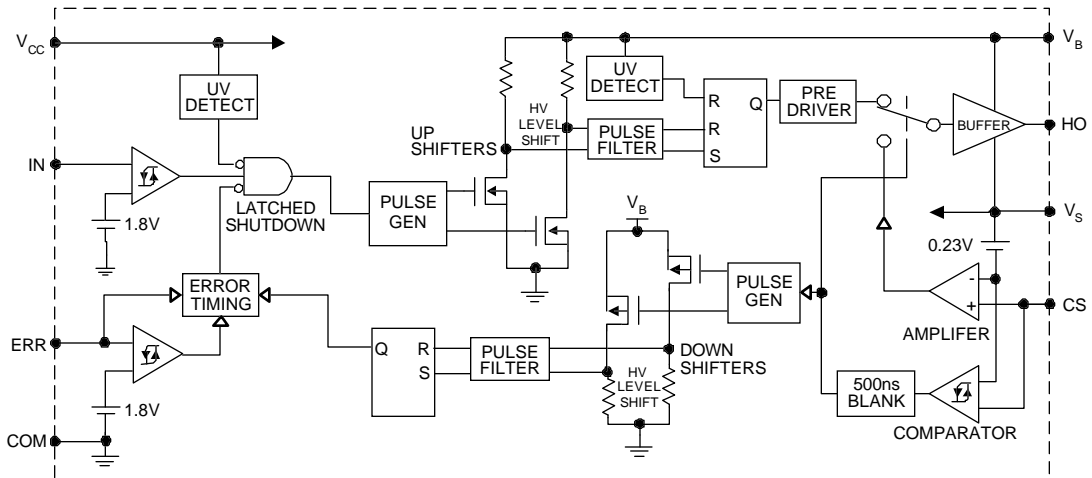 VCC
VB
UV
DETECT
UV
DETECT
R
Q
R
S
PRE
DRIVER
BUFFER
HO
HV
LEVEL
SHIFT
PULSE
FILTER
UP
SHIFTERS
IN
1.8V
LATCHED
SHUTDOWN
PULSE
GEN
VB
VS
0.23V
ERROR
TIMING
PULSE
GEN
-
+
CS
AMPLIFER
ERR
1.8V
Q
R
S
PULSE
FILTER
HV
LEVEL
SHIFT
DOWN
SHIFTERS
500ns
BLANK
COMPARATOR
COM